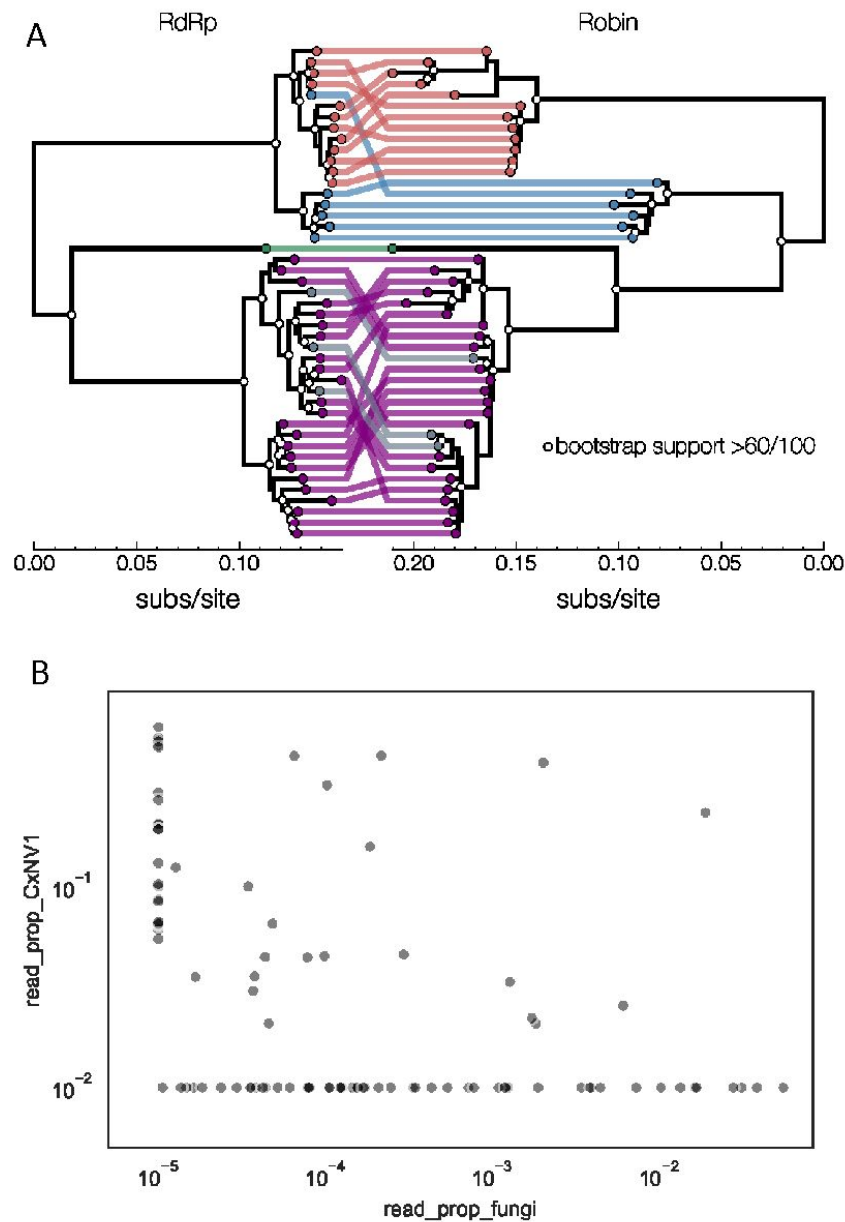 A
RdRp Robin
bootstrap support >60/100
0.00 0.05 0.10 0.20 0.15 0.10 0.05 0.00
subs/site subs/site
B
read_prop_CxNV1
10⁻¹
10⁻²
10⁻⁵ 10⁻⁴ 10⁻³ 10⁻²
read_prop_fungi